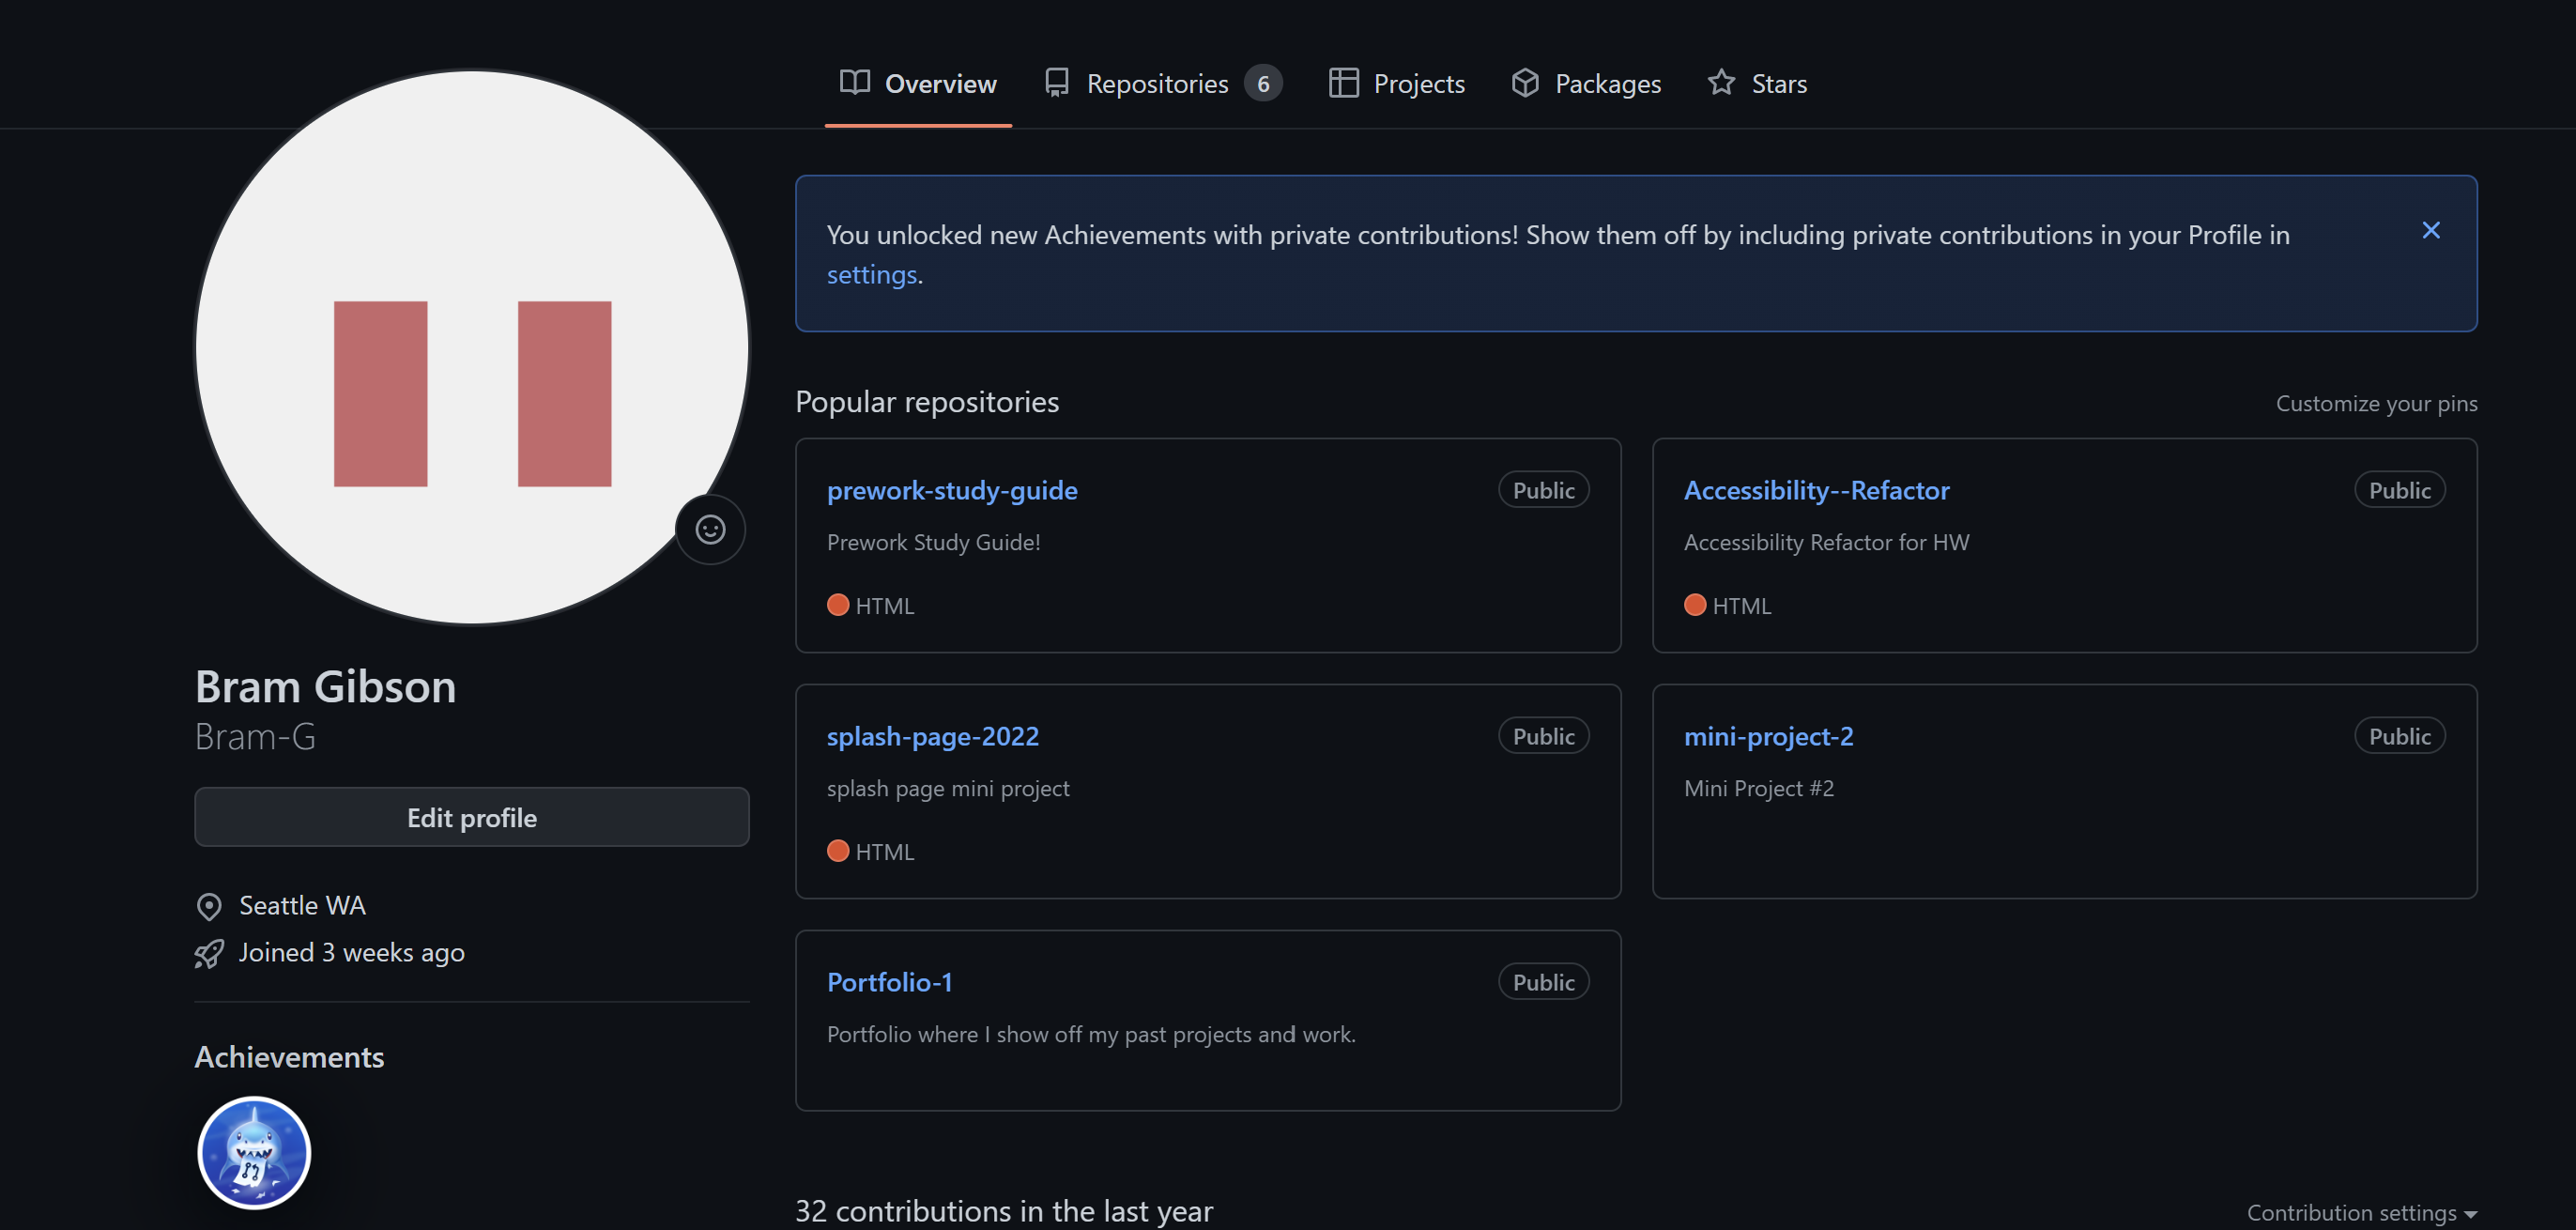 Overview
Repositories 6
Projects
Packages
Stars
You unlocked new Achievements with private contributions! Show them off by including private contributions in your Profile in
settings.
Popular repositories
Customize your pins
prework-study-guide
Public
Prework Study Guide!
HTML
Accessibility--Refactor
Public
Accessibility Refactor for HW
HTML
splash-page-2022
Public
splash page mini project
HTML
mini-project-2
Public
Mini Project #2
Portfolio-1
Public
Portfolio where I show off my past projects and work.
32 contributions in the last year
Contribution settings
Bram Gibson
Bram-G
Edit profile
Seattle WA
Joined 3 weeks ago
Achievements